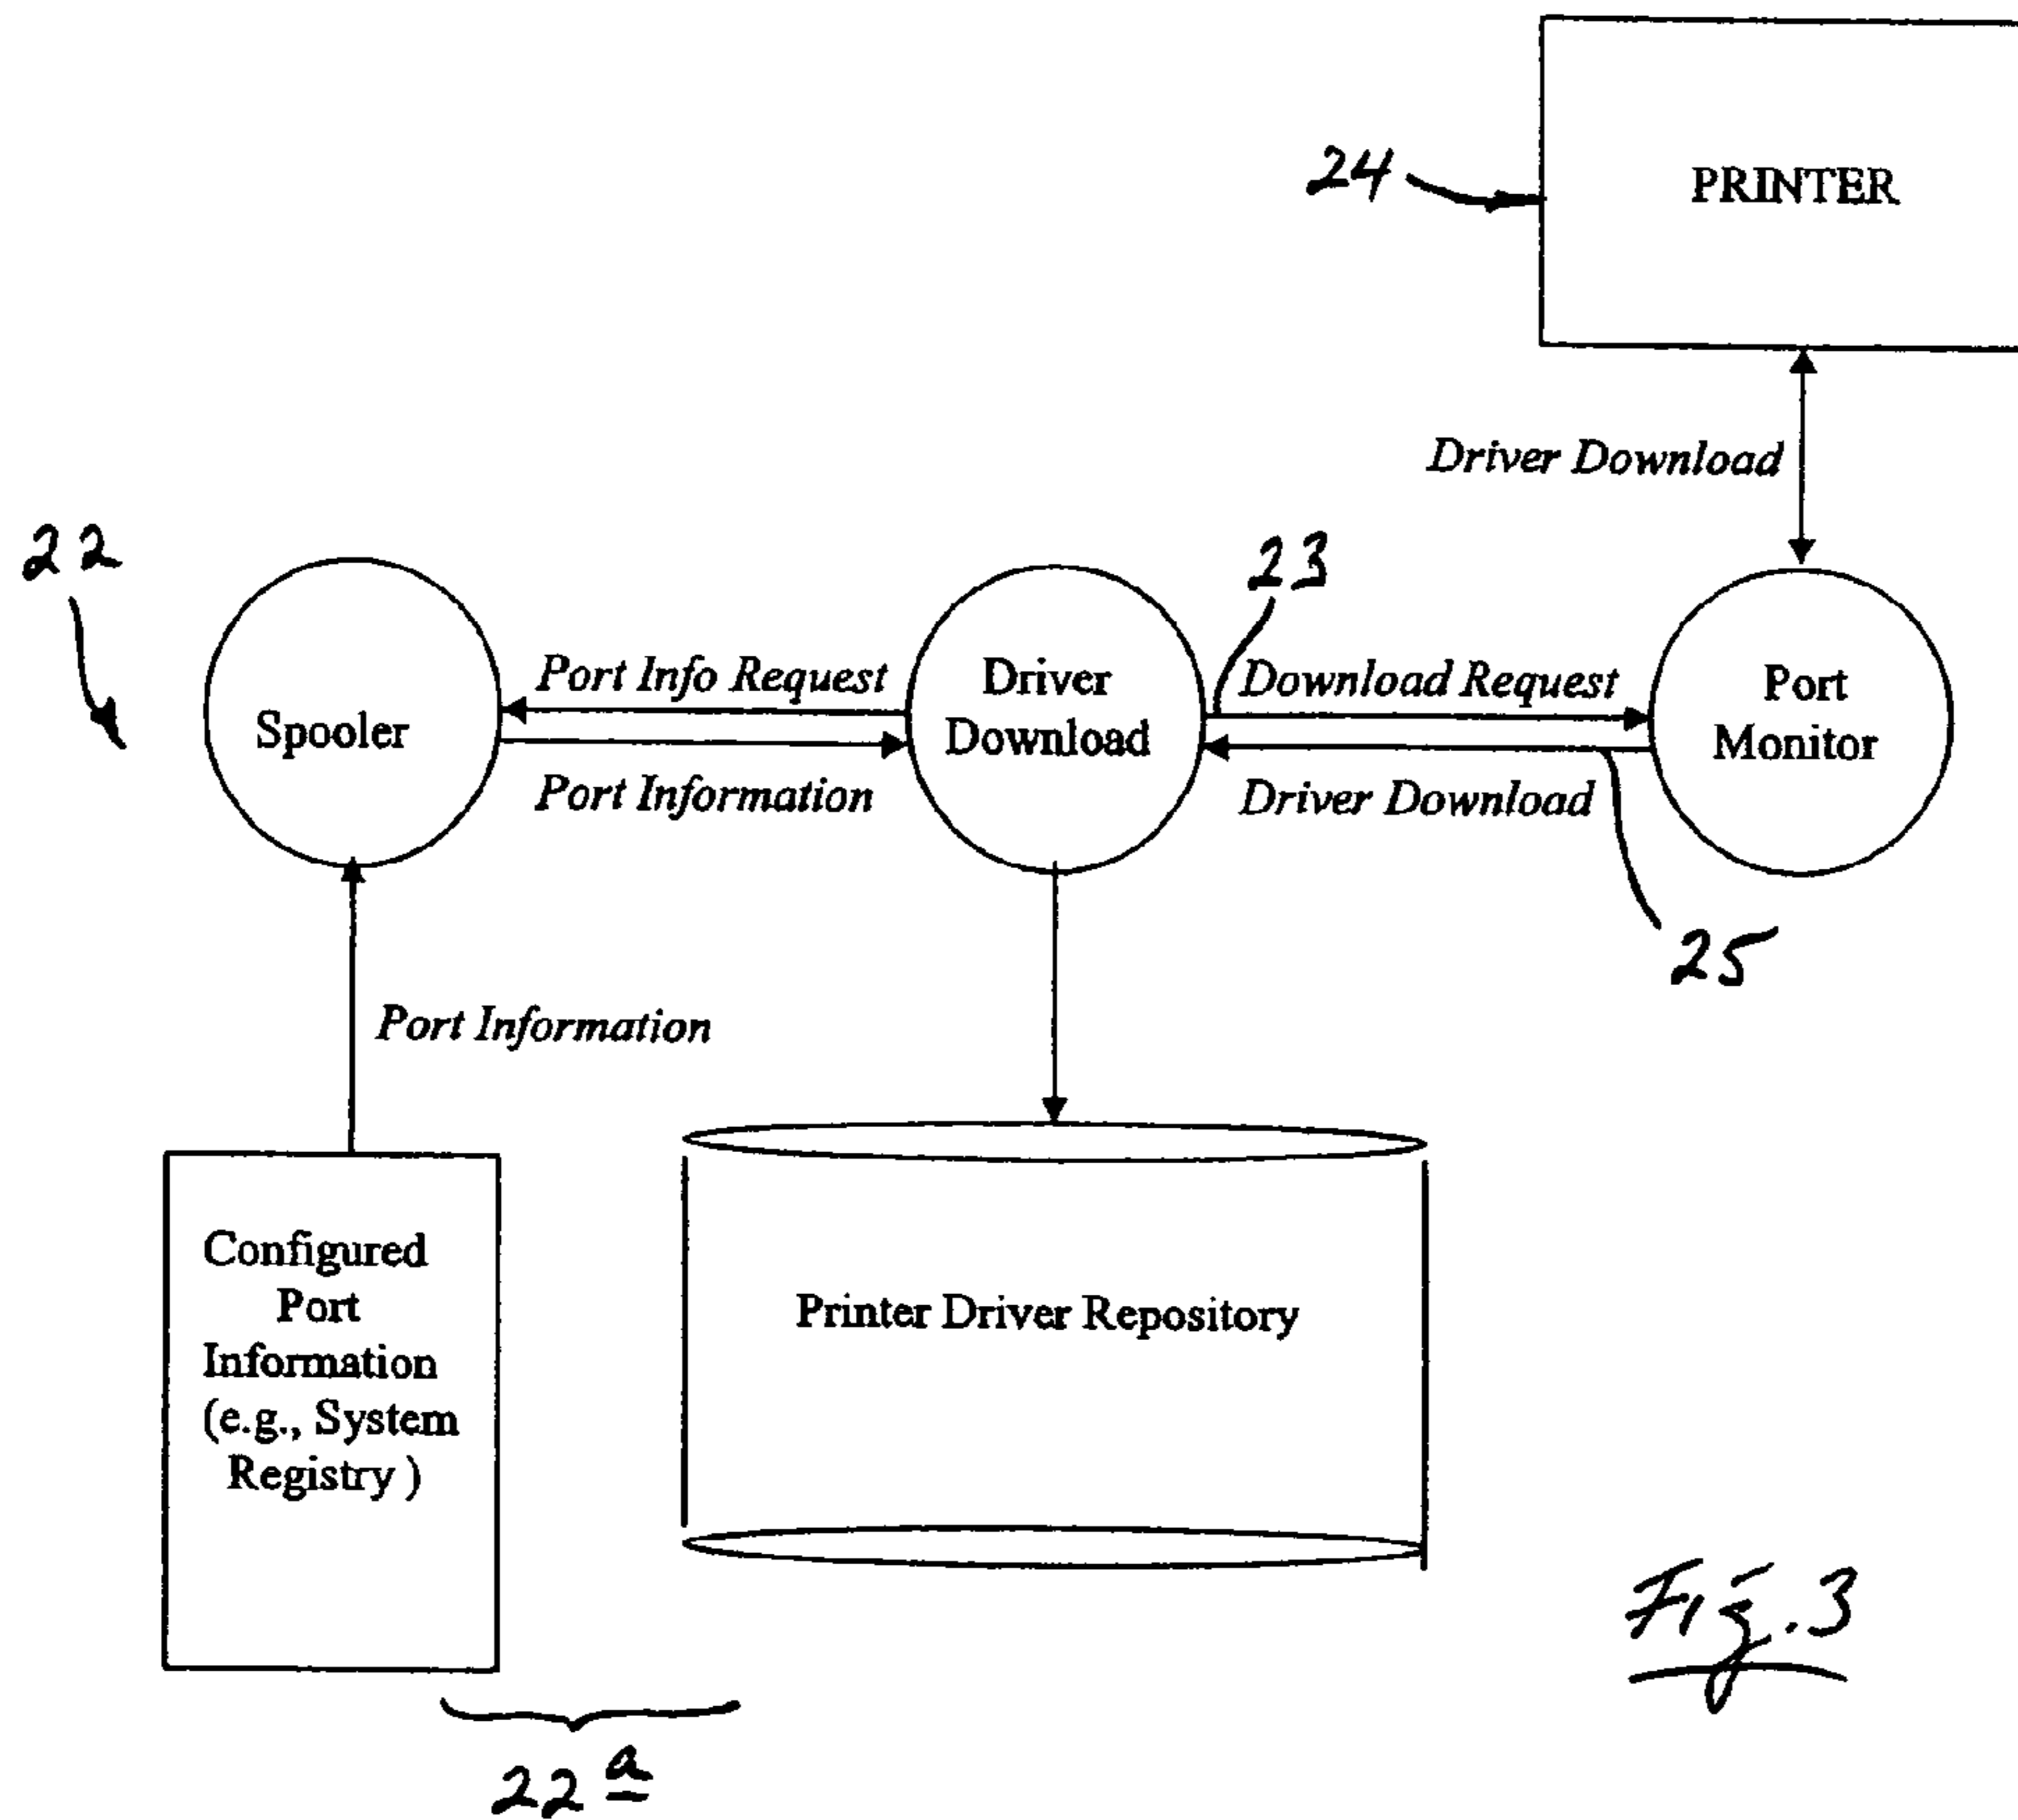 24
PRINTER
Driver Download
22
23
Spooler
Port Info Request
Port Information
Driver
Download
Download Request
Driver Download
Port
Monitor
25
Port Information
Configured
Port
Information
(e.g., System
Registry )
Printer Driver Repository
Fig. 3
22 a